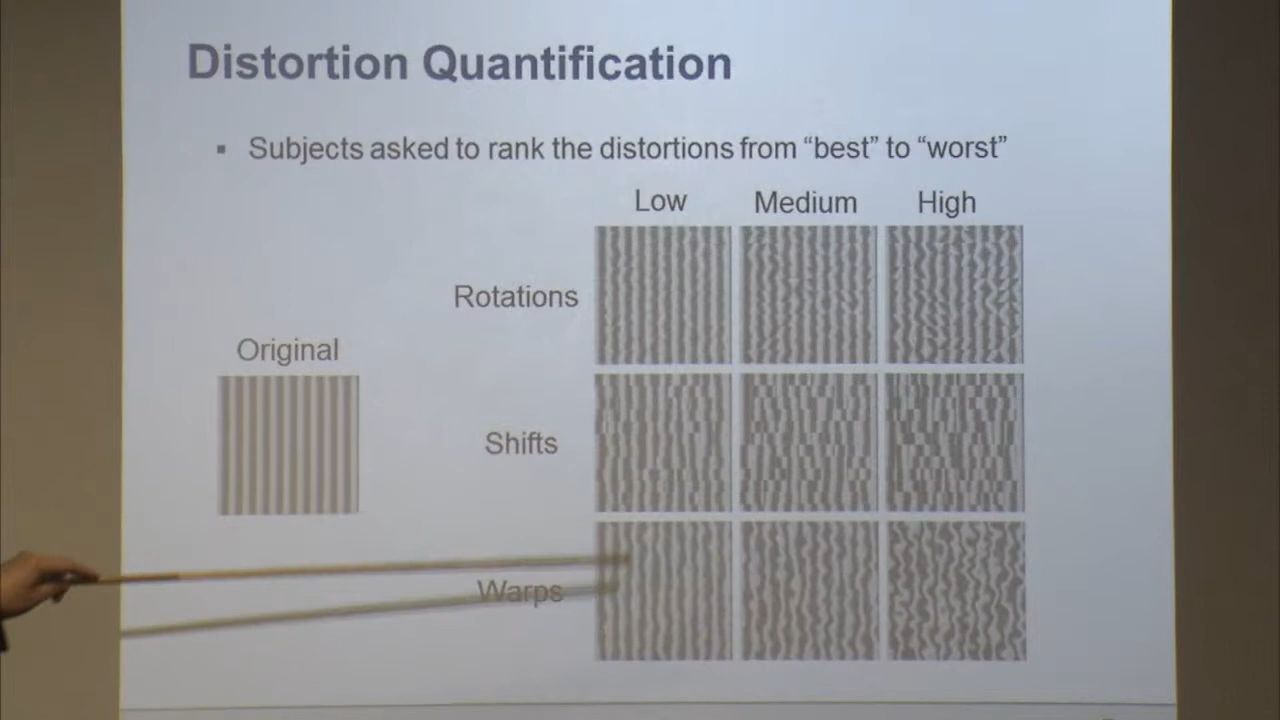 Distortion Quantification
▪ Subjects asked to rank the distortions from “best” to “worst”
Low Medium High
Rotations
Original
Shifts
Warps